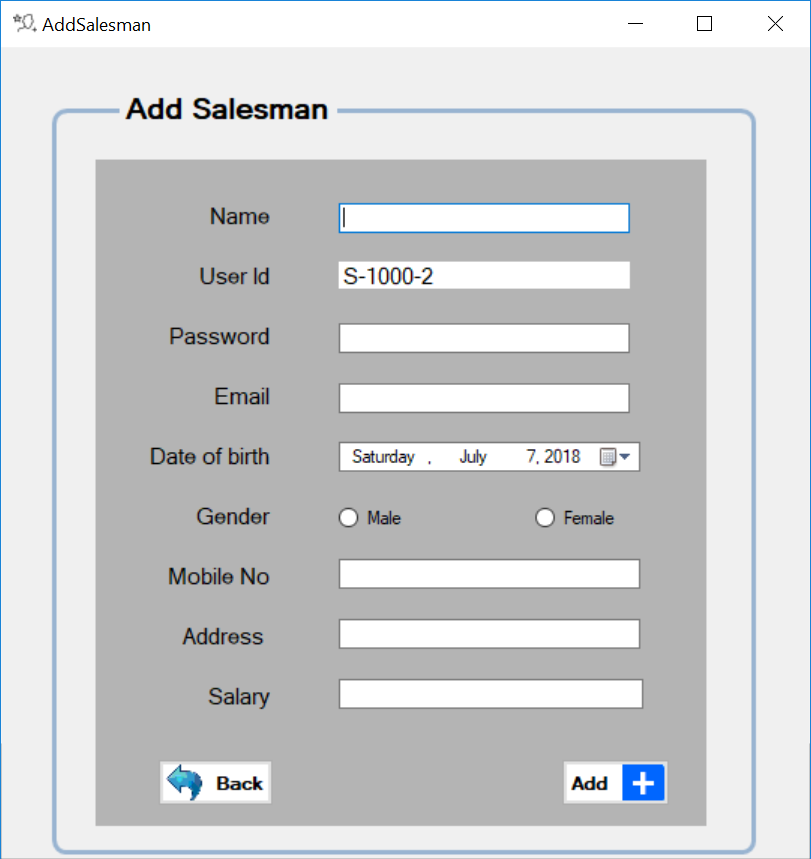 AddSalesman
Add Salesman
Name
User Id S-1000-2
Password
Email
Date of birth Saturday , July 7, 2018
Gender Male Female
Mobile No
Address
Salary
Back Add